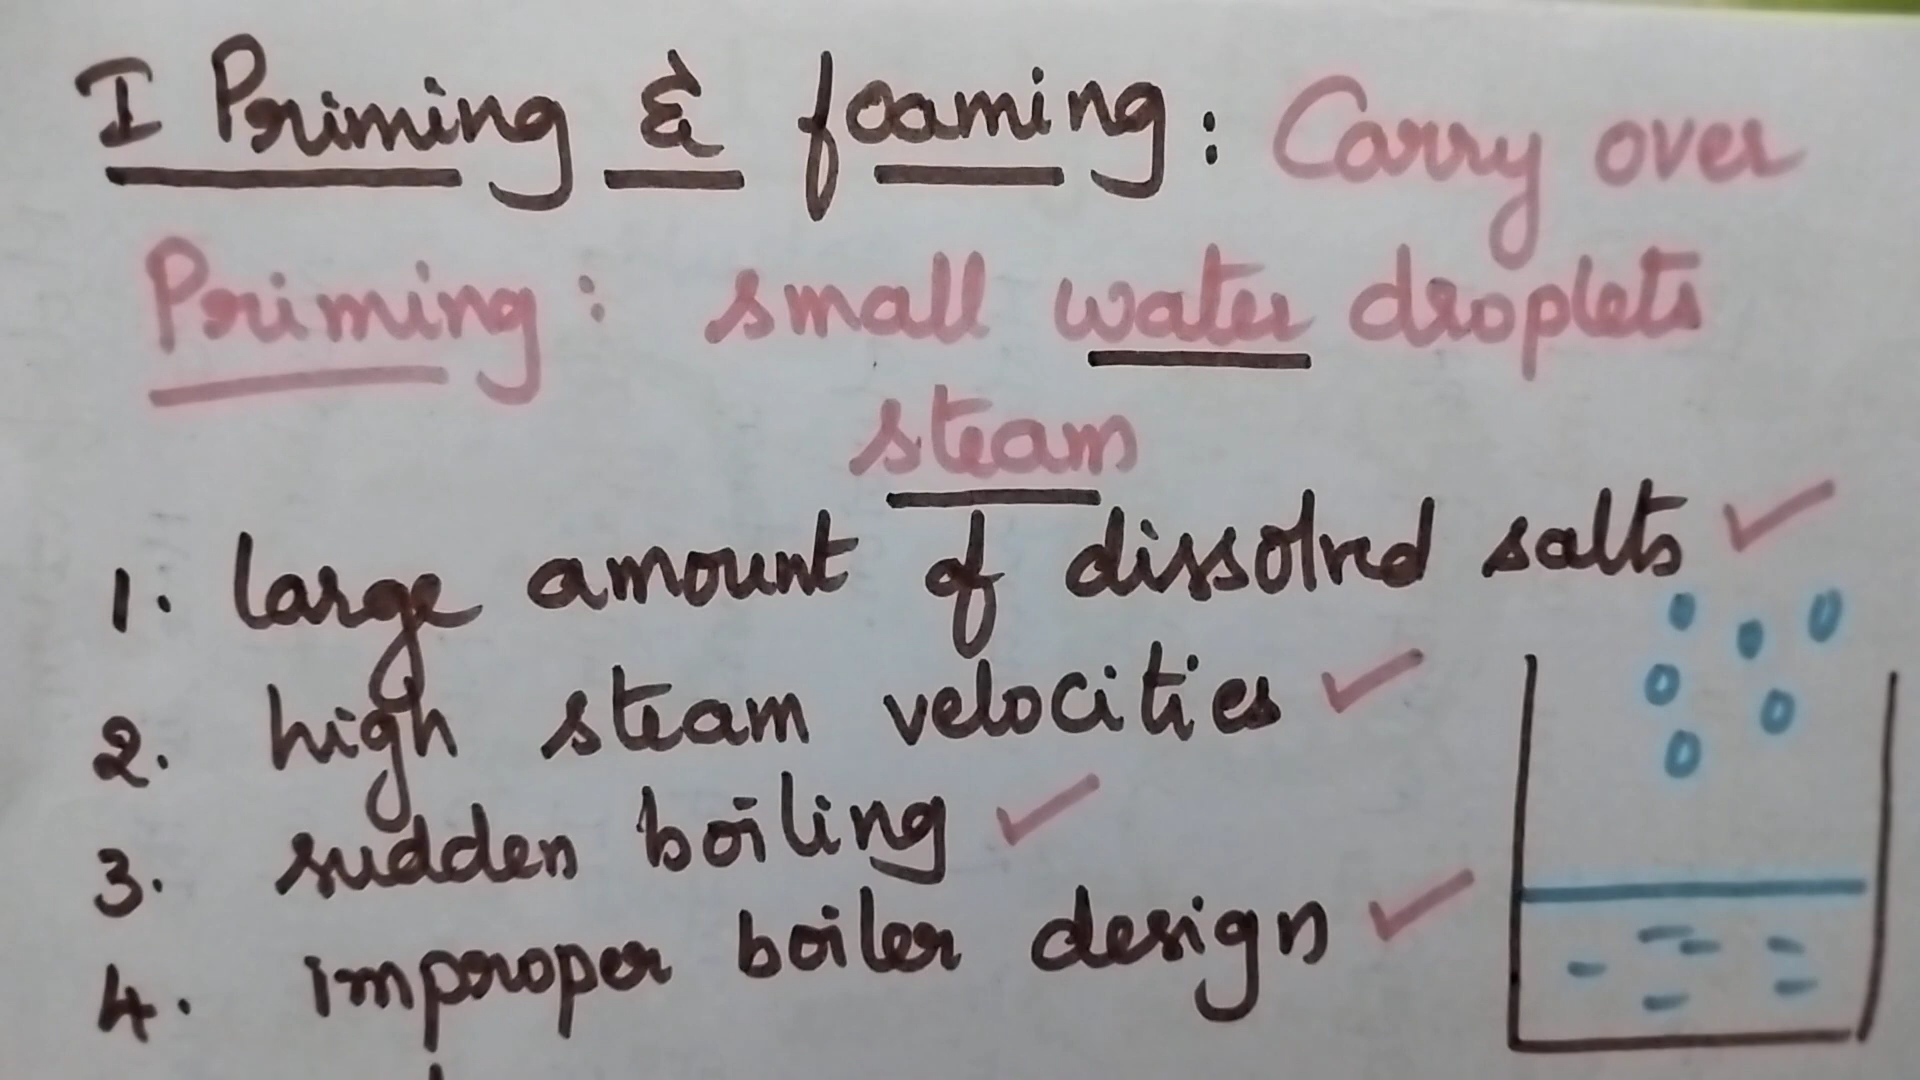 I Priming & foaming: Carry over
Priming: small water droplets
steam
1. large amount of dissolved salts ✓
2. high steam velocities ✓
3. sudden boiling ✓
4. improper boiler design ✓